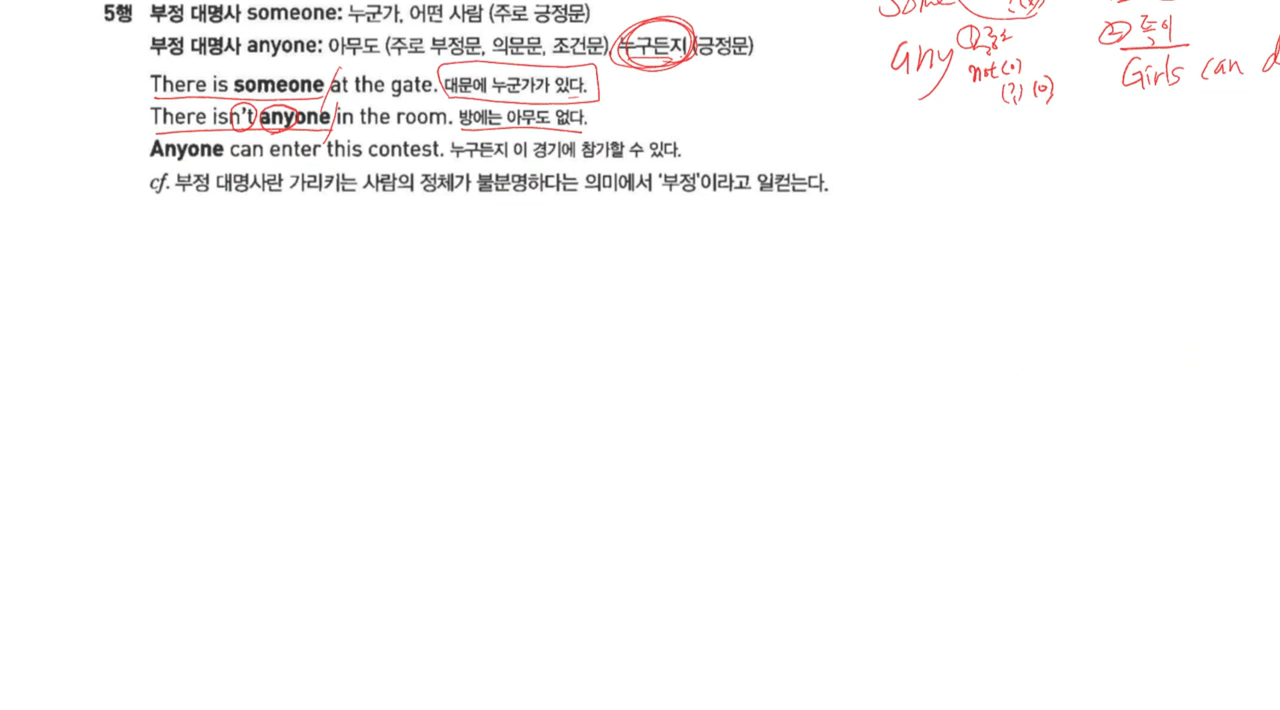 5행 부정 대명사 someone: 누군가, 어떤 사람 (주로 긍정문)
부정 대명사 anyone: 아무도 (주로 부정문, 의문문, 조건문), 누구든지 (긍정문)
There is someone at the gate. 대문에 누군가가 있다.
There isn't anyone in the room. 방에는 아무도 없다.
Anyone can enter this contest. 누구든지 이 경기에 참가할 수 있다.
cf. 부정 대명사란 가리키는 사람의 정체가 불분명하다는 의미에서 '부정'이라고 일컫는다.
Some
any ①
not (o)
(?) (o)
②
Girls can